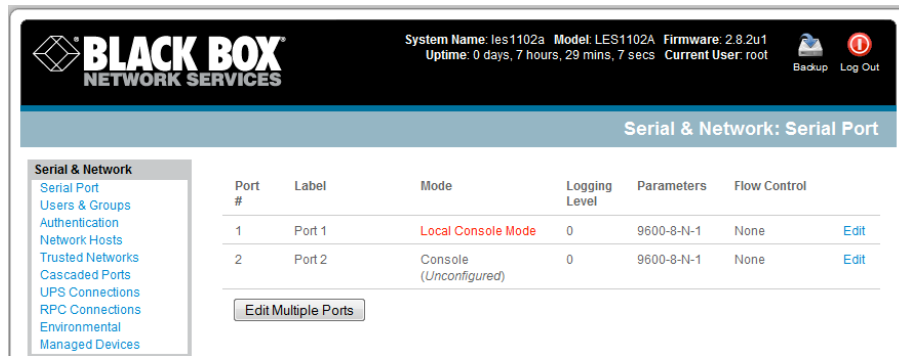 BLACK BOX®
NETWORK SERVICES
System Name: les1102a Model: LES1102A Firmware: 2.8.2u1
Uptime: 0 days, 7 hours, 29 mins, 7 secs Current User: root
Backup Log Out
Serial & Network: Serial Port
Serial & Network
Serial Port
Users & Groups
Authentication
Network Hosts
Trusted Networks
Cascaded Ports
UPS Connections
RPC Connections
Environmental
Managed Devices
Port # Label Mode Logging Level Parameters Flow Control
1 Port 1 Local Console Mode 0 9600-8-N-1 None Edit
2 Port 2 Console (Unconfigured) 0 9600-8-N-1 None Edit
Edit Multiple Ports